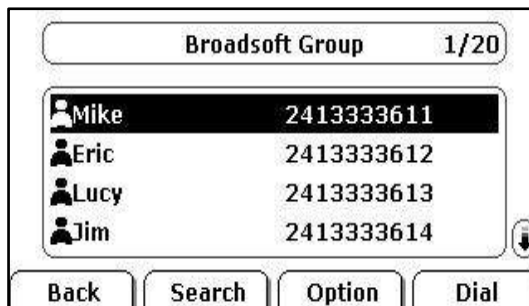 Broadsoft Group 1/20
Mike 2413333611
Eric 2413333612
Lucy 2413333613
Jim 2413333614
Back Search Option Dial